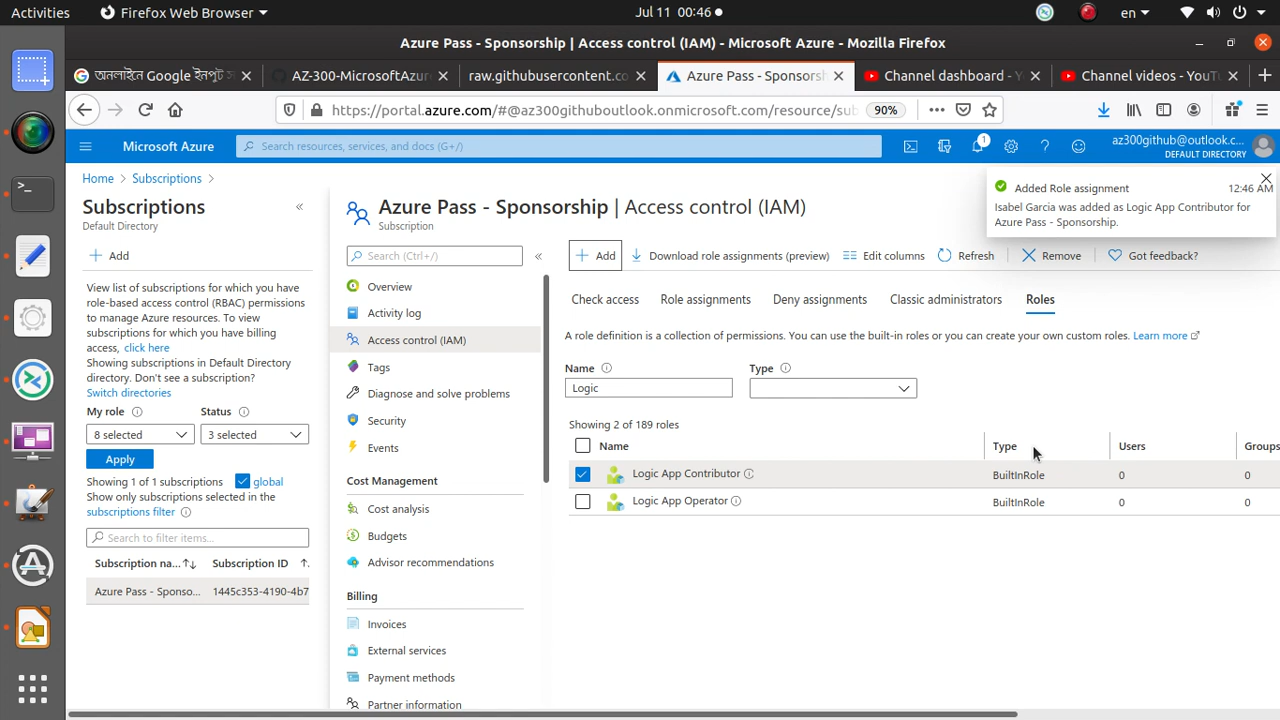 Activities
Firefox Web Browser
Jul 11 00:46
en
Azure Pass - Sponsorship | Access control (IAM) - Microsoft Azure - Mozilla Firefox
অনলাইনে Google ইনপুট স
AZ-300-MicrosoftAzur
raw.githubusercontent.co
Azure Pass - Sponsorsh
Channel dashboard - Y
Channel videos - YouTu
https://portal.azure.com/#@az300githuboutlook.onmicrosoft.com/resource/sub
90%
Microsoft Azure
Search resources, services, and docs (G+/)
1
az300github@outlook.c...
DEFAULT DIRECTORY
Home
Subscriptions
Added Role assignment
12:46 AM
Isabel Garcia was added as Logic App Contributor for
Azure Pass - Sponsorship.
Subscriptions
Default Directory
Add
View list of subscriptions for which you have
role-based access control (RBAC) permissions
to manage Azure resources. To view
subscriptions for which you have billing
access, click here
Showing subscriptions in Default Directory
directory. Don't see a subscription?
Switch directories
My role
Status
8 selected
3 selected
Apply
Showing 1 of 1 subscriptions
global
Show only subscriptions selected in the
subscriptions filter
Search to filter items...
Subscription na...
Subscription ID
Azure Pass - Sponso...
1445c353-4190-4b7
Azure Pass - Sponsorship | Access control (IAM)
Subscription
Search (Ctrl+/)
Overview
Activity log
Access control (IAM)
Tags
Diagnose and solve problems
Security
Events
Cost Management
Cost analysis
Budgets
Advisor recommendations
Billing
Invoices
External services
Payment methods
Partner information
Add
Download role assignments (preview)
Edit columns
Refresh
Remove
Got feedback?
Check access
Role assignments
Deny assignments
Classic administrators
Roles
A role definition is a collection of permissions. You can use the built-in roles or you can create your own custom roles. Learn more
Name
Type
Logic
Showing 2 of 189 roles
Name
Type
Users
Groups
Logic App Contributor
BuiltInRole
0
0
Logic App Operator
BuiltInRole
0
0